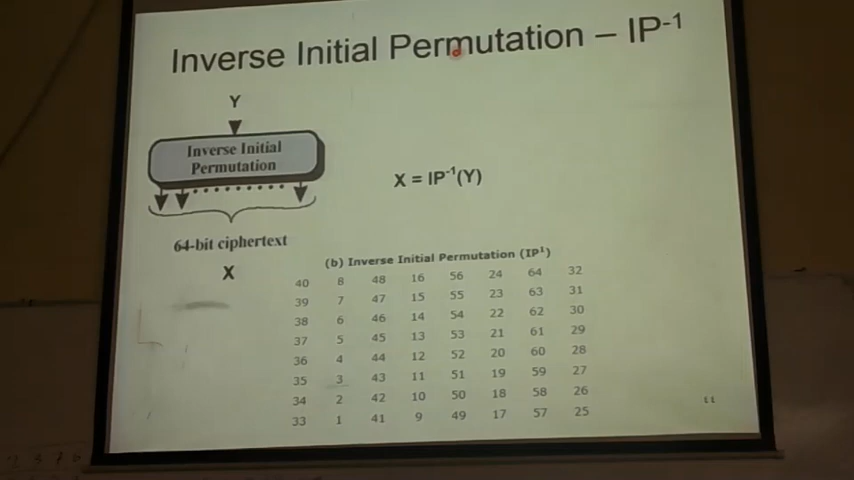 Inverse Initial Permutation – IP-1
Y
Inverse Initial
Permutation
X = IP-1(Y)
64-bit ciphertext
X
(b) Inverse Initial Permutation (IP1)
40 8 48 16 56 24 64 32
39 7 47 15 55 23 63 31
38 6 46 14 54 22 62 30
37 5 45 13 53 21 61 29
36 4 44 12 52 20 60 28
35 3 43 11 51 19 59 27
34 2 42 10 50 18 58 26
33 1 41 9 49 17 57 25
11